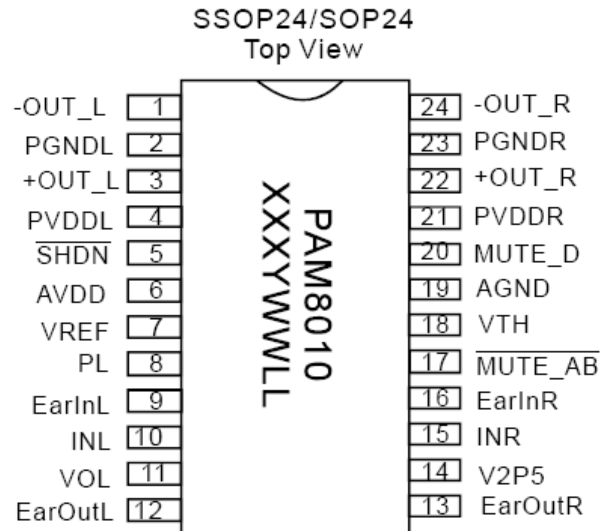 SSOP24/SOP24
Top View
-OUT_L 1
PGNDL 2
+OUT_L 3
PVDDL 4
SHDN 5
AVDD 6
VREF 7
PL 8
EarInL 9
INL 10
VOL 11
EarOutL 12
PAM8010
XXXYWWLL
24 -OUT_R
23 PGNDR
22 +OUT_R
21 PVDDR
20 MUTE_D
19 AGND
18 VTH
17 MUTE_AB
16 EarInR
15 INR
14 V2P5
13 EarOutR